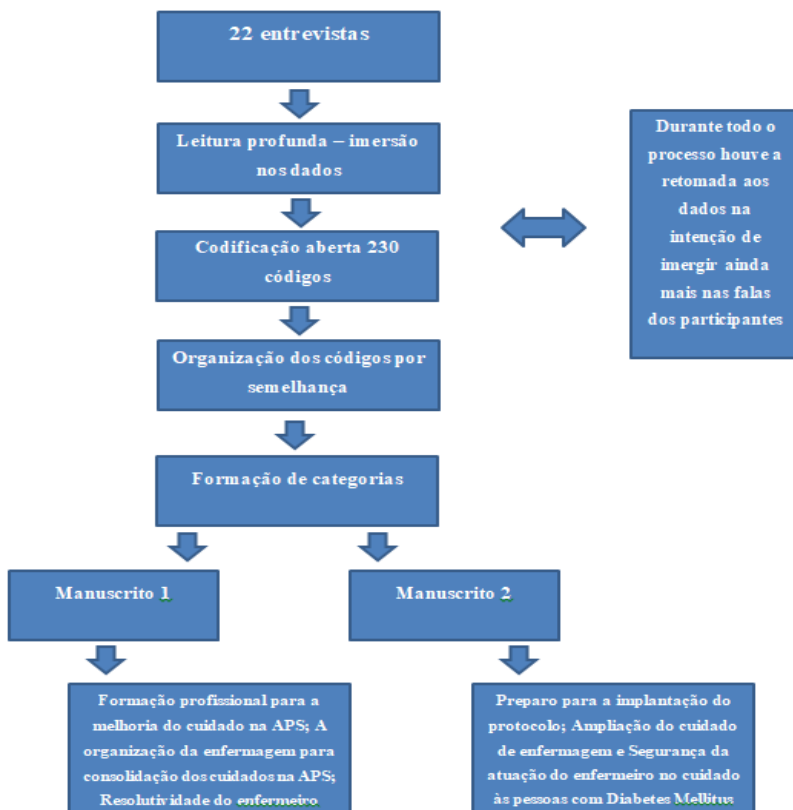 22 entrevistas
Leitura profunda – imersão
nos dados
Durante todo o
processo houve a
retomada aos
dados na
intenção de
imergir ainda
mais nas falas
dos participantes
Codificação aberta 230
códigos
Organização dos códigos por
semelhança
Formação de categorias
Manuscrito 1
Manuscrito 2
Formação profissional para a
melhoria do cuidado na APS; A
organização da enfermagem para
consolidação dos cuidados na APS;
Resolutividade do enfermeiro
Preparo para a implantação do
protocolo; Ampliação do cuidado
de enfermagem e Segurança da
atuação do enfermeiro no cuidado
às pessoas com Diabetes Mellitus